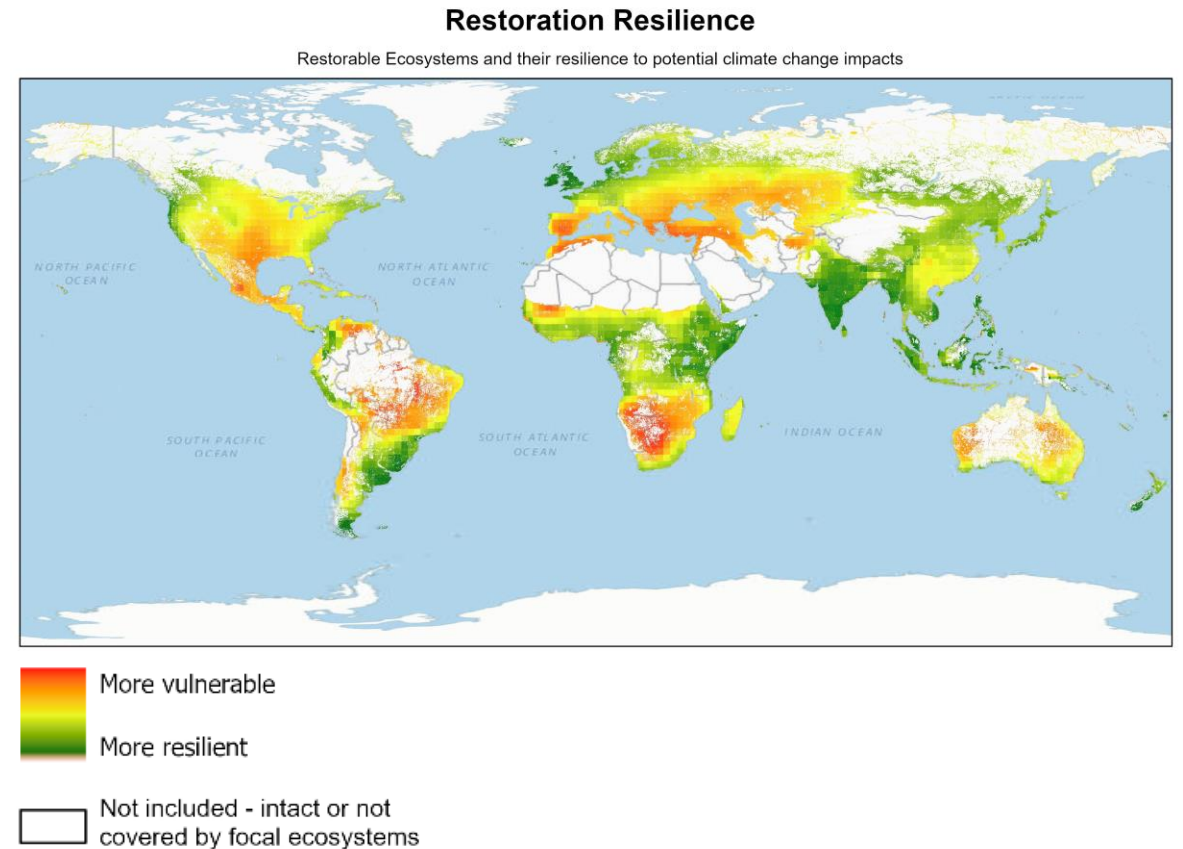 Restoration Resilience
Restorable Ecosystems and their resilience to potential climate change impacts
ARCTIC OCEAN
NORTH PACIFIC
OCEAN
NORTH ATLANTIC
OCEAN
SOUTH PACIFIC
OCEAN
SOUTH ATLANTIC
OCEAN
INDIAN OCEAN
More vulnerable
More resilient
Not included - intact or not
covered by focal ecosystems